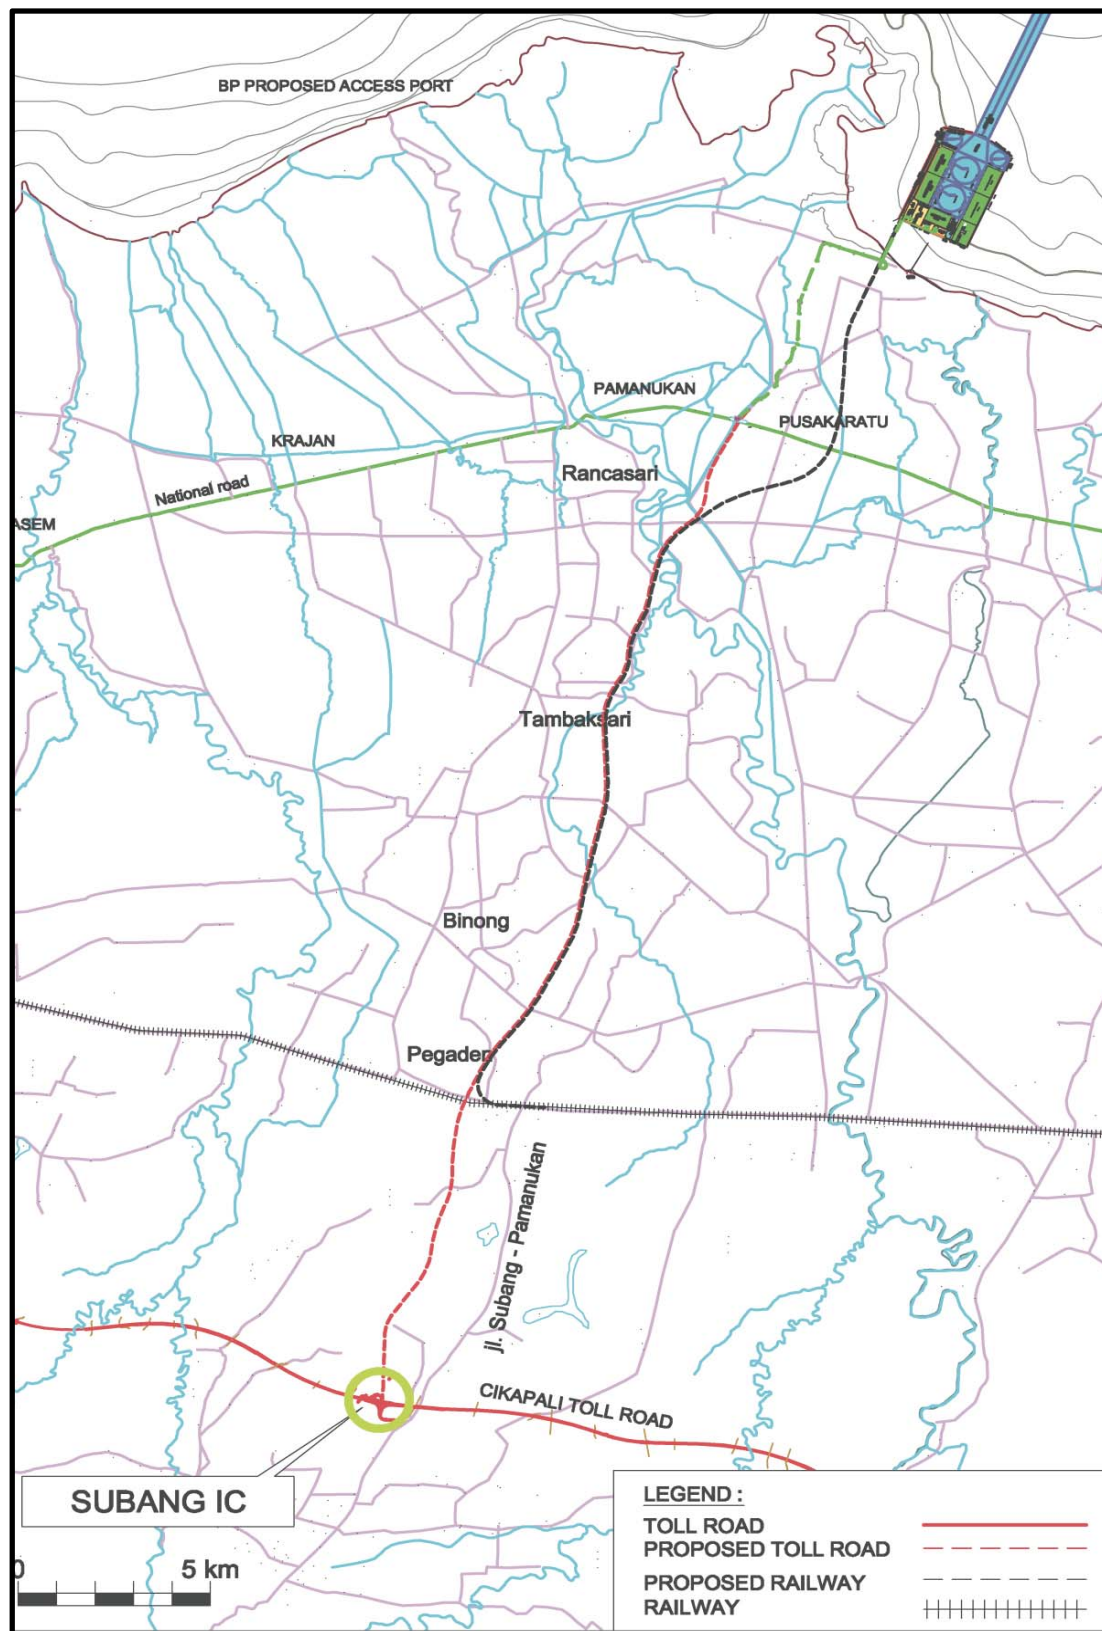 BP PROPOSED ACCESS PORT
PAMANUKAN
PUSAKARATU
KRAJAN
Rancasari
National road
ASEM
Tambaksari
Binong
Pegaden
jl. Subang - Pamanukan
CIKAPALI TOLL ROAD
SUBANG IC
0 5 km
LEGEND :
TOLL ROAD
PROPOSED TOLL ROAD
PROPOSED RAILWAY
RAILWAY